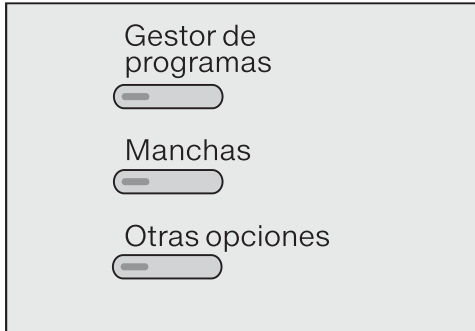 Gestor de
programas
Manchas
Otras opciones